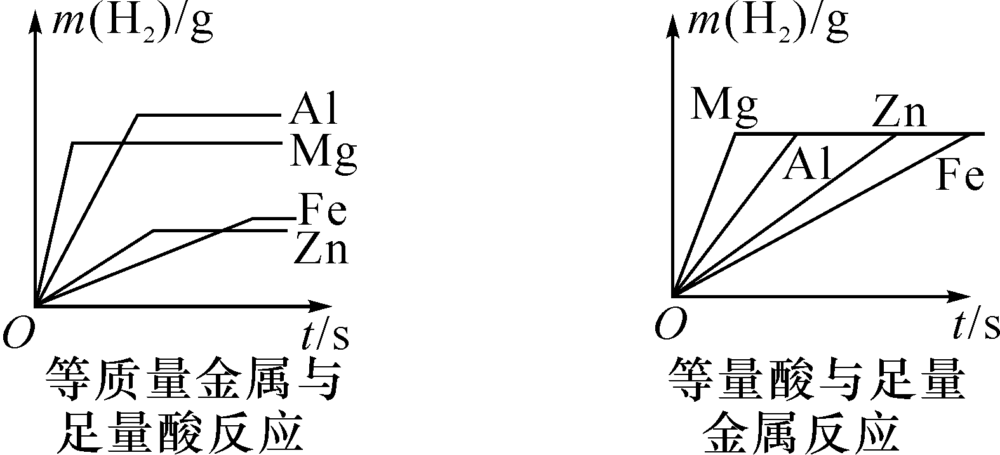 m(H₂)/g
Al
Mg
Fe
Zn
O
t/s
等质量金属与
足量酸反应
m(H₂)/g
Mg
Zn
Al
Fe
O
t/s
等量酸与足量
金属反应